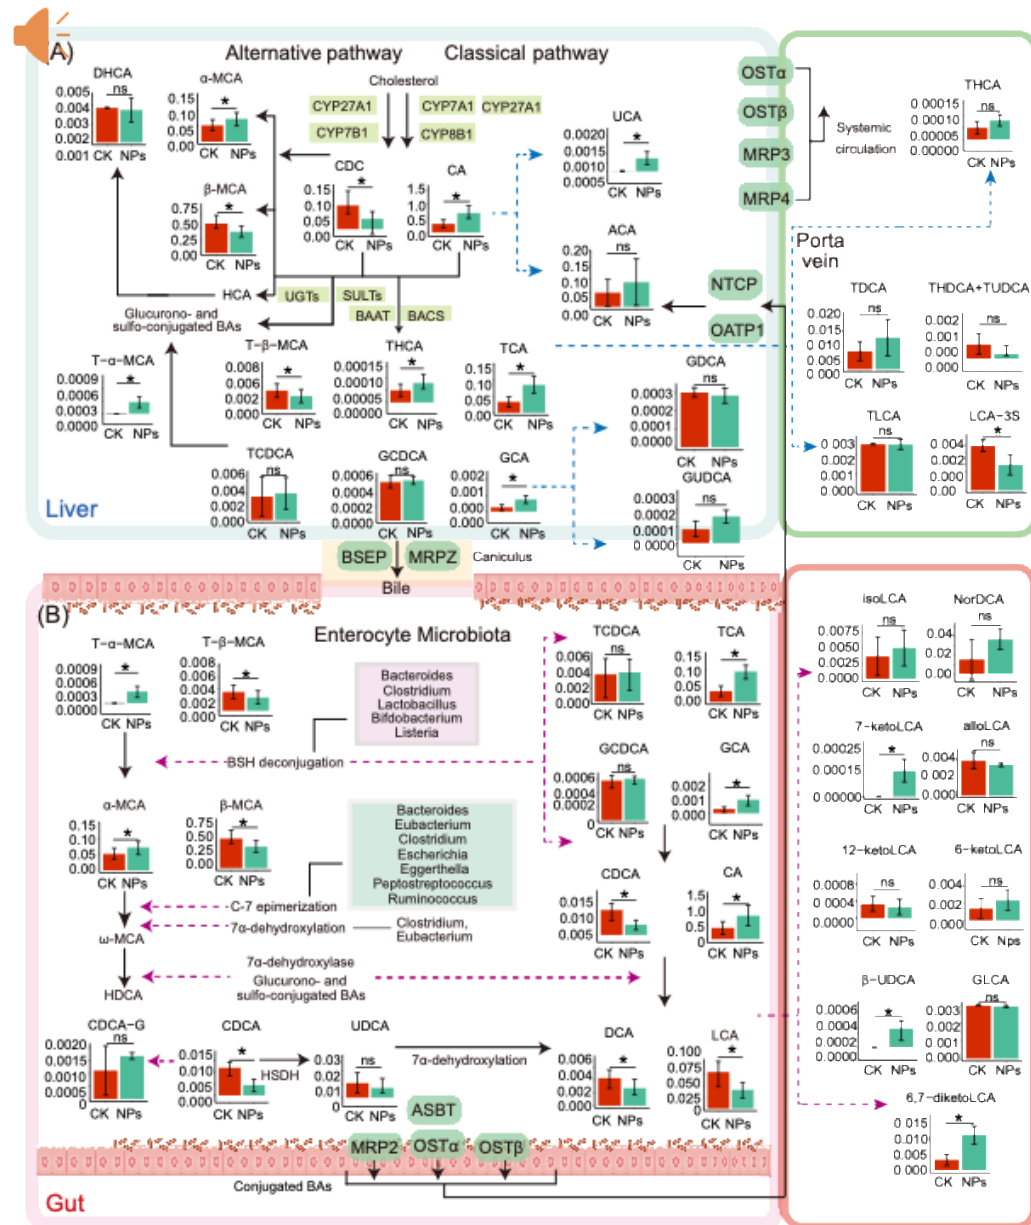 (A)
Alternative pathway
Classical pathway
DHCA
ns
0.005
0.004
0.003
0.002
0.001
CK NPs
α-MCA
*
0.15
0.10
0.05
0.00
CK NPs
Cholesterol
CYP27A1
CYP7B1
CYP7A1
CYP27A1
CYP8B1
β-MCA
*
0.75
0.50
0.25
0.00
CK NPs
CDC
*
0.15
0.10
0.05
0.00
CK NPs
CA
*
1.5
1.0
0.5
0.0
CK NPs
UCA
*
0.0020
0.0015
0.0010
0.0005
CK NPs
ACA
ns
0.20
0.15
0.10
0.05
0.00
CK NPs
OSTα
OSTβ
MRP3
MRP4
Systemic
circulation
THCA
ns
0.00015
0.00010
0.00005
0.00000
CK NPs
Porta
vein
NTCP
OATP1
HCA
Glucurono- and
sulfo-conjugated BAs
UGTs
SULTs
BAAT
BACS
T-α-MCA
*
0.0009
0.0006
0.0003
0.0000
CK NPs
T-β-MCA
*
0.008
0.006
0.004
0.002
0.000
CK NPs
THCA
*
0.00015
0.00010
0.00005
0.00000
CK NPs
TCA
*
0.15
0.10
0.05
0.00
CK NPs
GDCA
ns
0.0003
0.0002
0.0001
0.0000
CK NPs
TDCA
ns
0.020
0.015
0.010
0.005
CK NPs
THDCA+TUDCA
ns
0.002
0.001
0.000
0.000
CK NPs
TLCA
ns
0.003
0.002
0.001
0.000
CK NPs
LCA-3S
*
0.004
0.002
0.002
0.000
CK NPs
TCDCA
ns
0.006
0.004
0.002
0.000
CK NPs
GCDCA
ns
0.0006
0.0004
0.0002
0.0000
CK NPs
GCA
*
0.002
0.001
0.000
0.000
CK NPs
GUDCA
ns
0.0003
0.0002
0.0001
0.0000
CK NPs
Liver
BSEP
MRPZ
Caniculus
Bile
(B)
Enterocyte Microbiota
T-α-MCA
*
0.0009
0.0006
0.0003
0.0000
CK NPs
T-β-MCA
*
0.008
0.006
0.004
0.002
0.000
CK NPs
Bacteroides
Clostridium
Lactobacillus
Bifdobacterium
Listeria
BSH deconjugation
TCDCA
ns
0.006
0.004
0.002
0.000
CK NPs
TCA
*
0.15
0.10
0.05
0.00
CK NPs
GCDCA
ns
0.0006
0.0004
0.0002
0
CK NPs
GCA
*
0.002
0.001
0.000
0.000
CK NPs
α-MCA
*
0.15
0.10
0.05
0.00
CK NPs
β-MCA
*
0.75
0.50
0.25
0.00
CK NPs
Bacteroides
Eubacterium
Clostridium
Escherichia
Eggerthella
Peptostreptococcus
Ruminococcus
C-7 epimerization
7α-dehydroxylation
Clostridium,
Eubacterium
ω-MCA
HDCA
7α-dehydroxylase
Glucurono- and
sulfo-conjugated BAs
CDCA
*
0.015
0.010
0.005
CK NPs
CA
*
1.5
1.0
0.5
0.0
CK NPs
CDCA-G
ns
0.0020
0.0015
0.0010
0.0005
0
CK NPs
CDCA
*
0.015
0.010
0.005
0.000
CK NPs
HSDH
UDCA
ns
0.03
0.02
0.01
0
CK NPs
7α-dehydroxylation
DCA
*
0.006
0.004
0.002
0.000
CK NPs
LCA
*
0.100
0.075
0.050
0.025
0
CK NPs
ASBT
MRP2
OSTα
OSTβ
Conjugated BAs
Gut
isoLCA
ns
0.0075
0.0050
0.0025
0.0000
CK NPs
NorDCA
ns
0.04
0.02
0.00
CK NPs
7-ketoLCA
*
0.00025
0.00015
0.00000
CK NPs
alloLCA
ns
0.004
0.002
0.000
CK NPs
12-ketoLCA
ns
0.0008
0.0004
0.0000
CK NPs
6-ketoLCA
ns
0.004
0.002
0.000
CK Nps
β-UDCA
*
0.0006
0.0004
0.0002
0.0000
CK NPs
GLCA
ns
0.003
0.002
0.001
0.000
CK NPs
6,7-diketoLCA
*
0.015
0.010
0.005
0.000
CK NPs